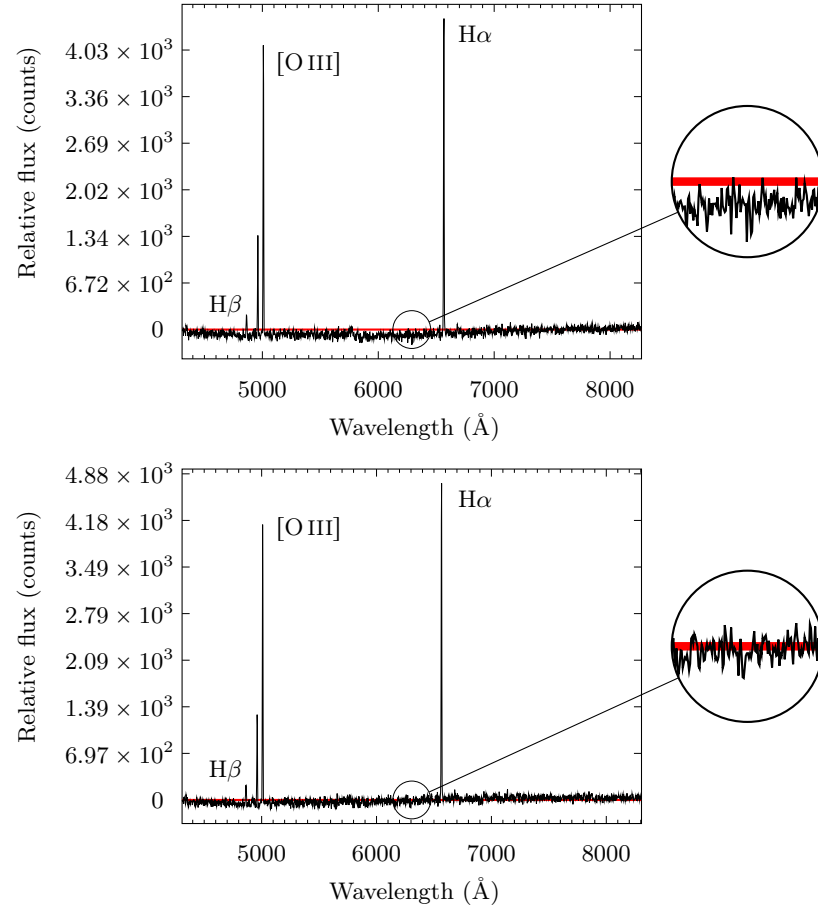 4.03 × 10³
3.36 × 10³
2.69 × 10³
2.02 × 10³
1.34 × 10³
6.72 × 10²
0
Relative flux (counts)
[O III]
Hα
Hβ
5000 6000 7000 8000
Wavelength (Å)
4.88 × 10³
4.18 × 10³
3.49 × 10³
2.79 × 10³
2.09 × 10³
1.39 × 10³
6.97 × 10²
0
Relative flux (counts)
[O III]
Hα
Hβ
5000 6000 7000 8000
Wavelength (Å)